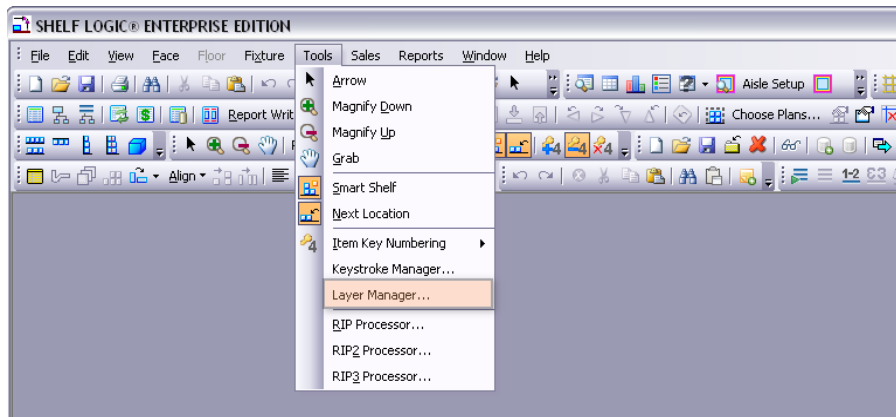 SHELF LOGIC® ENTERPRISE EDITION
File Edit View Face Floor Fixture Tools Sales Reports Window Help
Aisle Setup
Report Writ
Choose Plans...
Align
1-2
Arrow
Magnify Down
Magnify Up
Grab
Smart Shelf
Next Location
Item Key Numbering
Keystroke Manager...
Layer Manager...
RIP Processor...
RIP2 Processor...
RIP3 Processor...